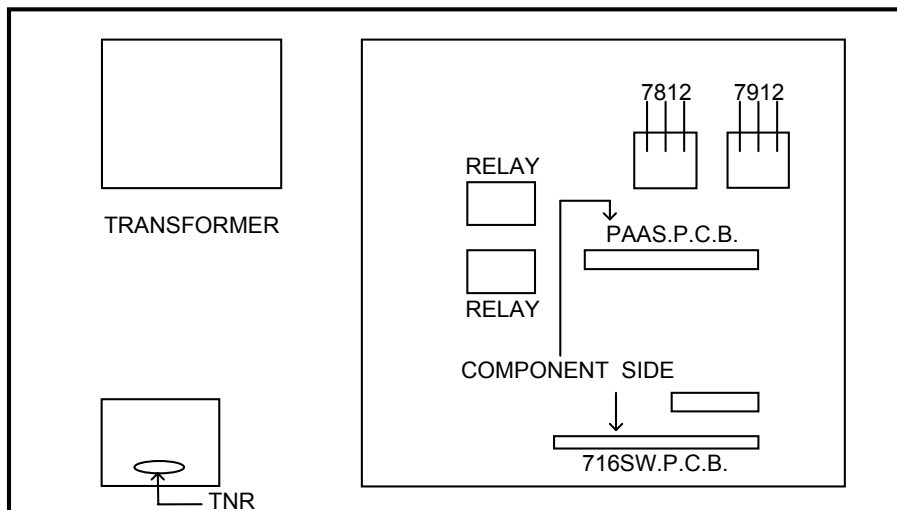 7812 7912
RELAY
TRANSFORMER
PAAS.P.C.B.
RELAY
COMPONENT SIDE
716SW.P.C.B.
TNR